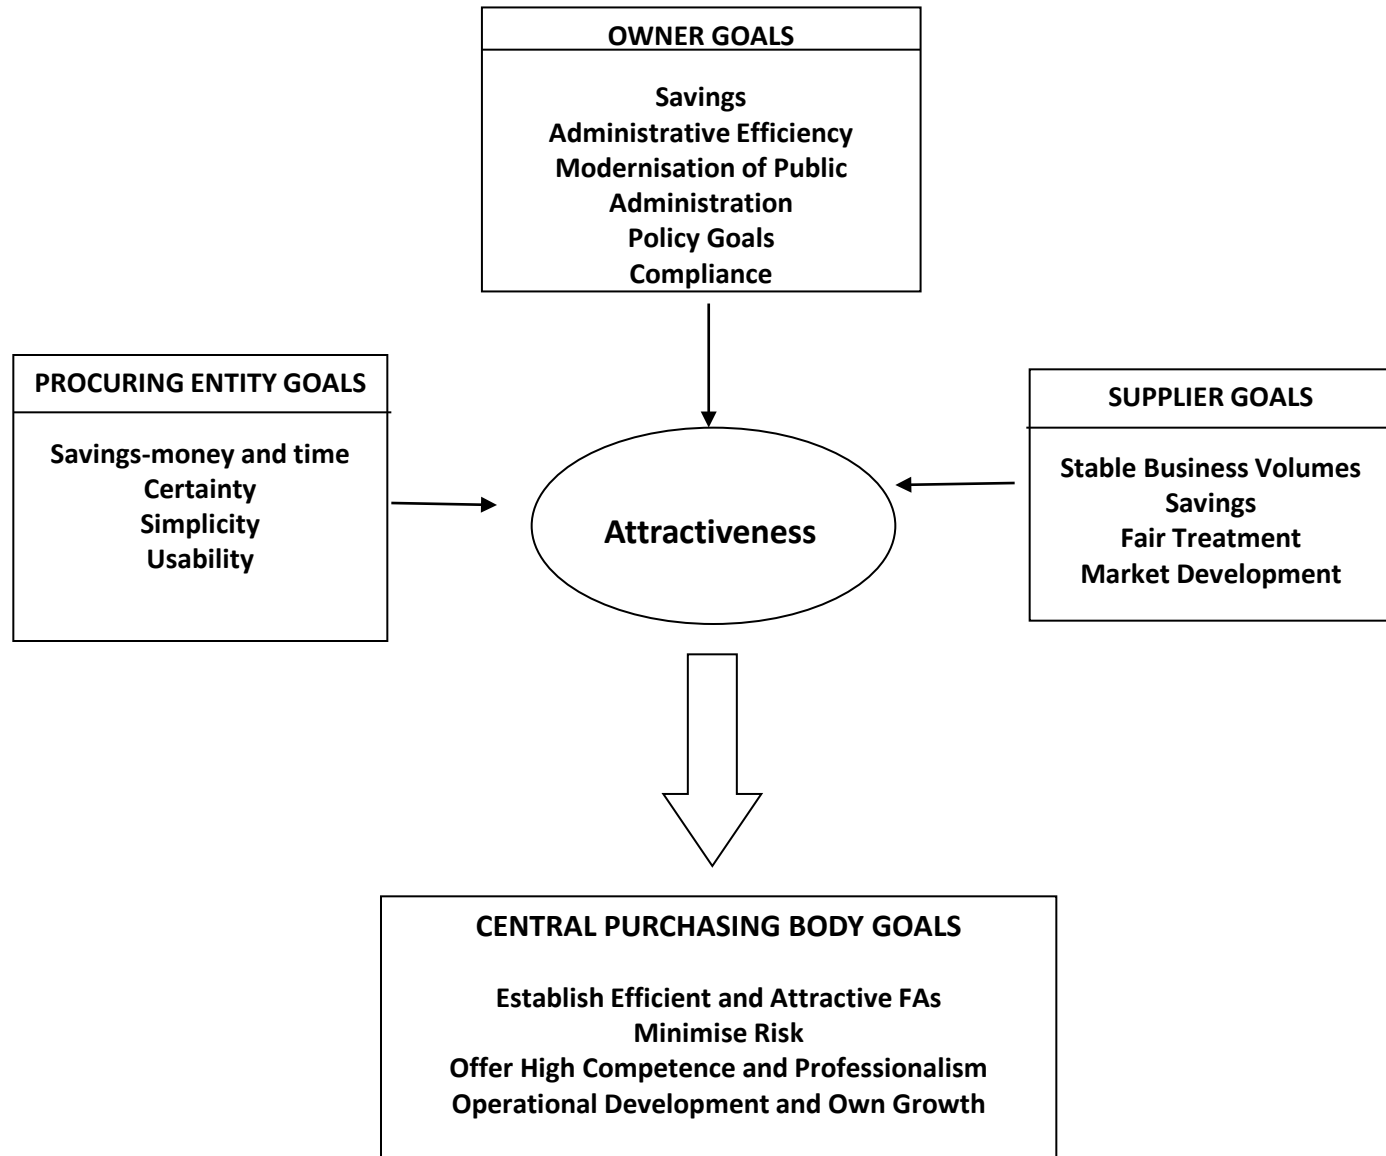 OWNER GOALS
Savings
Administrative Efficiency
Modernisation of Public
Administration
Policy Goals
Compliance
PROCURING ENTITY GOALS
Savings-money and time
Certainty
Simplicity
Usability
SUPPLIER GOALS
Stable Business Volumes
Savings
Fair Treatment
Market Development
Attractiveness
CENTRAL PURCHASING BODY GOALS
Establish Efficient and Attractive FAs
Minimise Risk
Offer High Competence and Professionalism
Operational Development and Own Growth